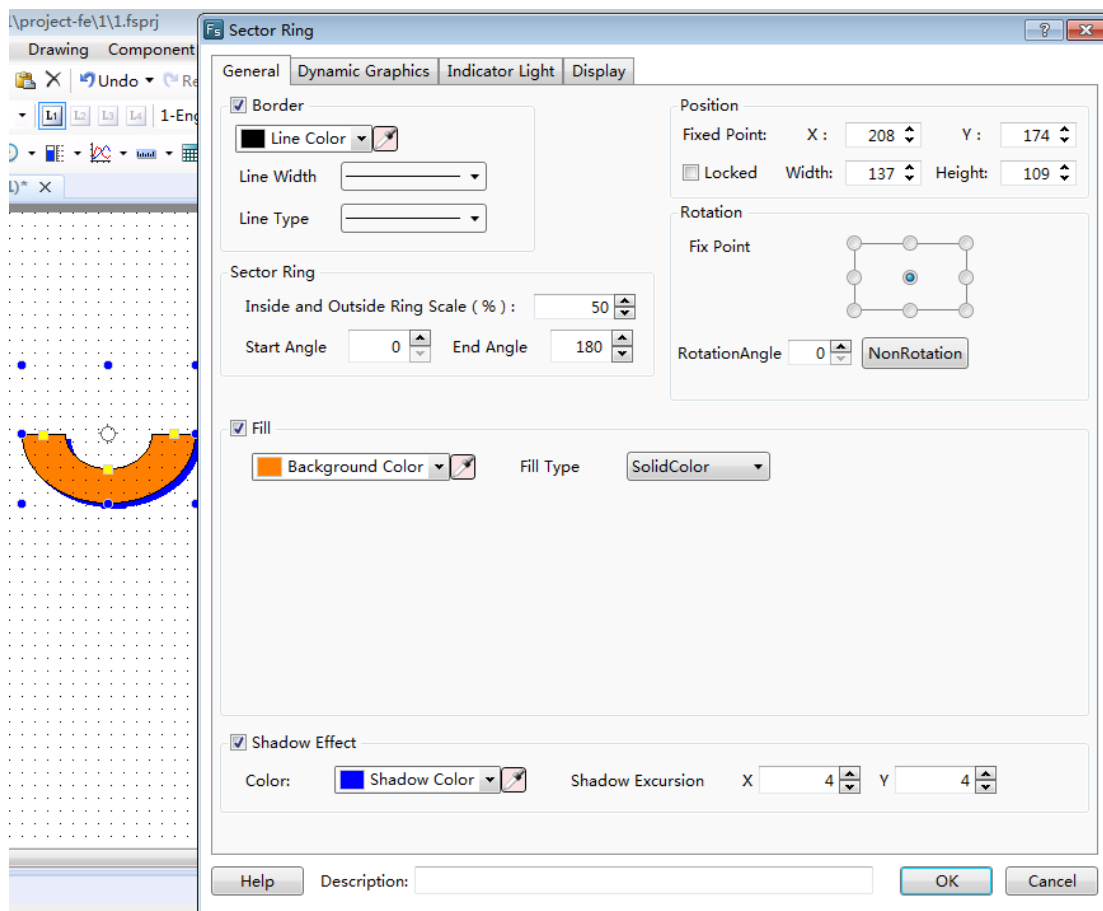 l\project-fe\1\1.fsprj
Drawing Component
Undo Re
L1 L2 L3 L4 1-Eng
1)* X
Fs Sector Ring
General Dynamic Graphics Indicator Light Display
Border
Line Color
Line Width
Line Type
Position
Fixed Point: X : 208 Y : 174
Locked Width: 137 Height: 109
Rotation
Fix Point
RotationAngle 0 NonRotation
Sector Ring
Inside and Outside Ring Scale ( % ) : 50
Start Angle 0 End Angle 180
Fill
Background Color Fill Type SolidColor
Shadow Effect
Color: Shadow Color Shadow Excursion X 4 Y 4
Help Description: OK Cancel